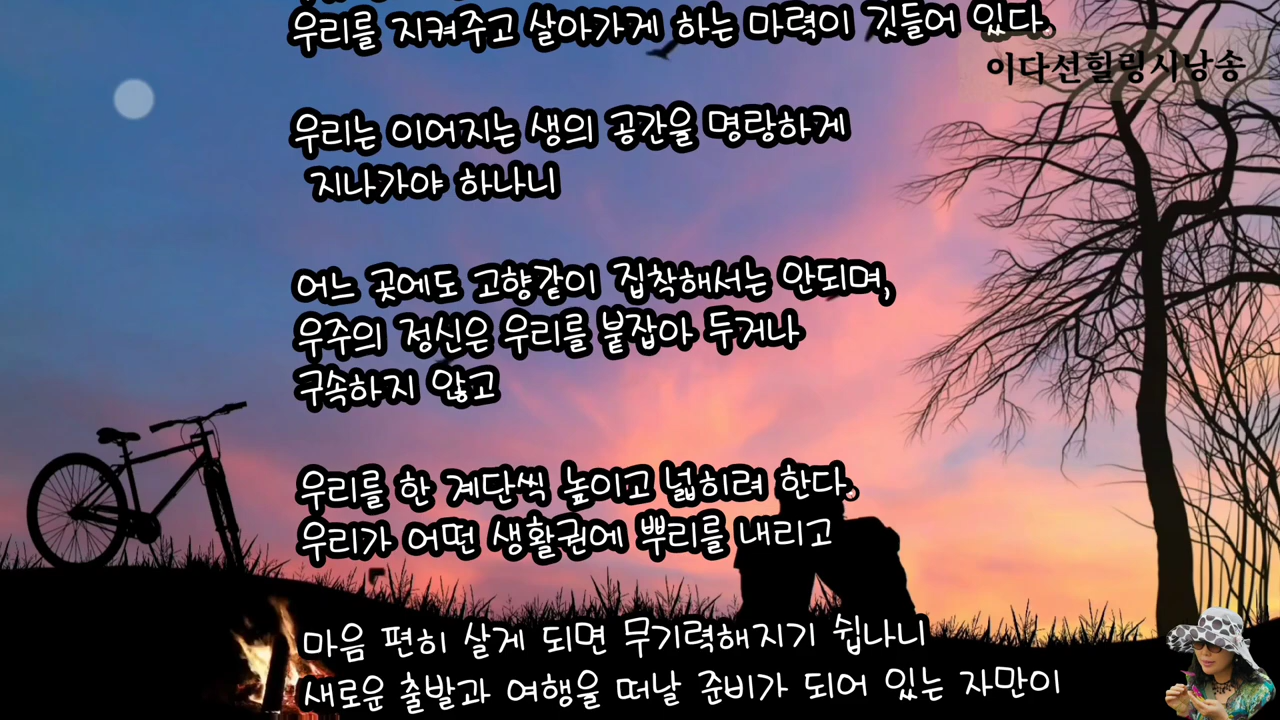 우리를 지켜주고 살아가게 하는 마력이 깃들어 있다.
이다선힐링시낭송
우리는 이어지는 생의 공간을 명랑하게
지나가야 하나니
어느 곳에도 고향같이 집착해서는 안되며,
우주의 정신은 우리를 붙잡아 두거나
구속하지 않고
우리를 한 계단씩 높이고 넓히려 한다.
우리가 어떤 생활권에 뿌리를 내리고
마음 편히 살게 되면 무기력해지기 쉽나니
새로운 출발과 여행을 떠날 준비가 되어 있는 자만이